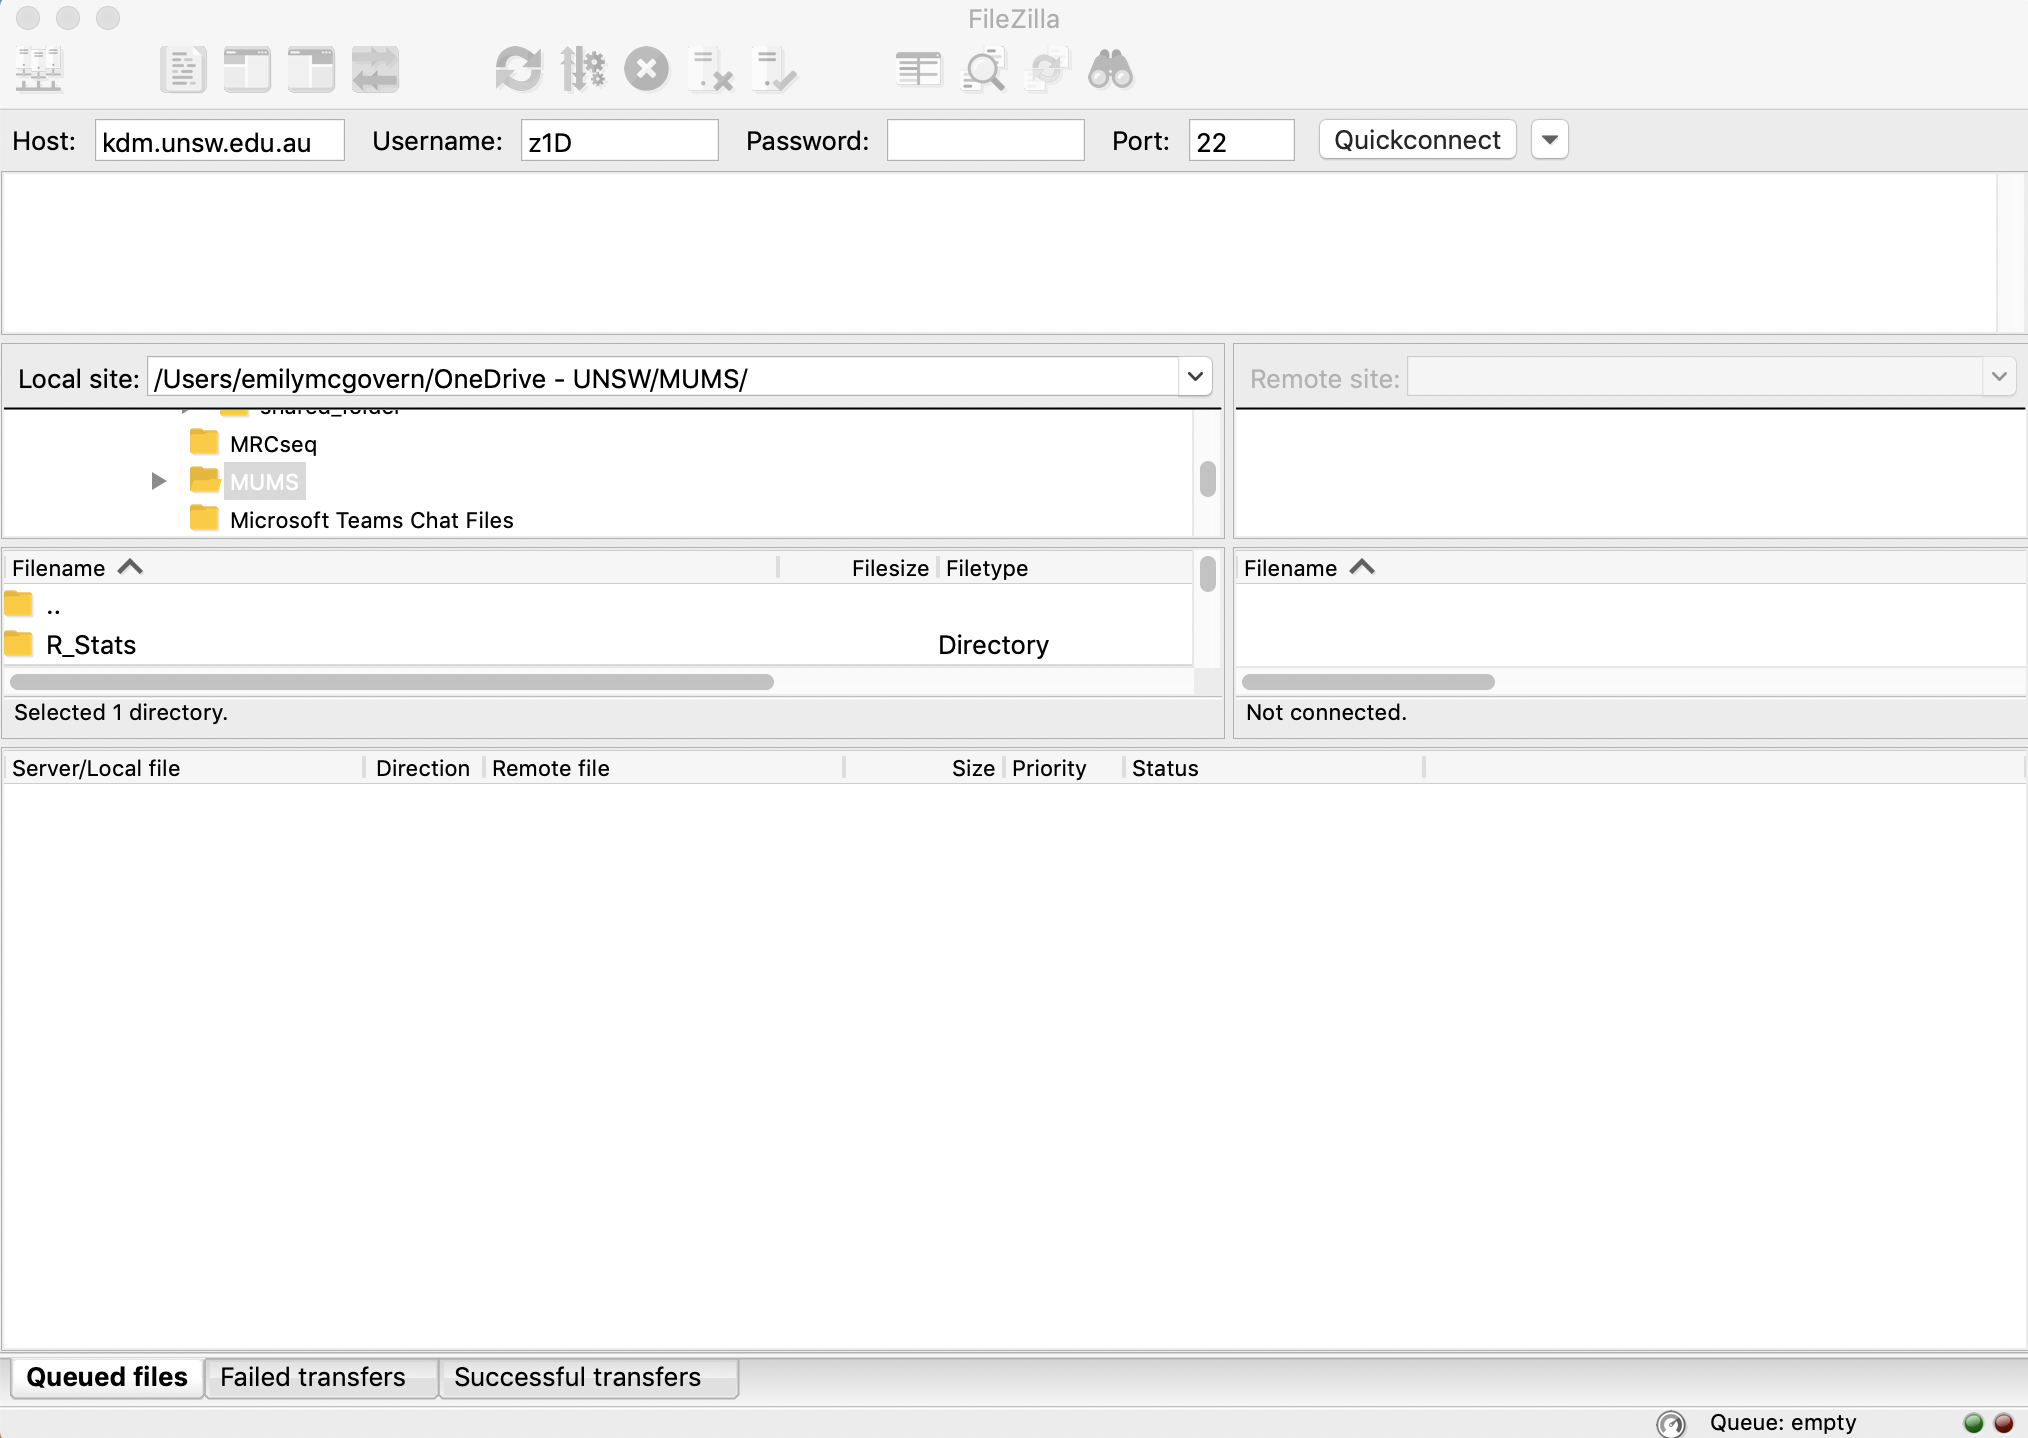 FileZilla
Host: kdm.unsw.edu.au Username: z1D Password: Port: 22 Quickconnect
Local site: /Users/emilymcgovern/OneDrive - UNSW/MUMS/ Remote site:
shared_folder
MRCseq
MUMS
Microsoft Teams Chat Files
Filename Filesize Filetype Filename
..
R_Stats Directory
Selected 1 directory. Not connected.
Server/Local file Direction Remote file Size Priority Status
Queued files Failed transfers Successful transfers
Queue: empty